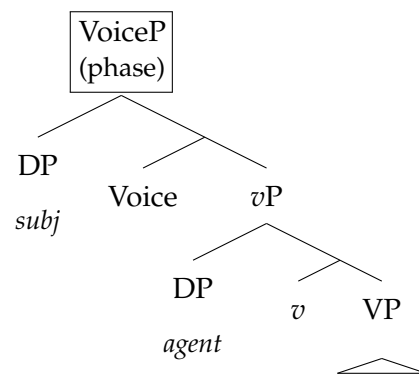 VoiceP
(phase)
DP
subj
Voice
vP
DP
agent
v
VP